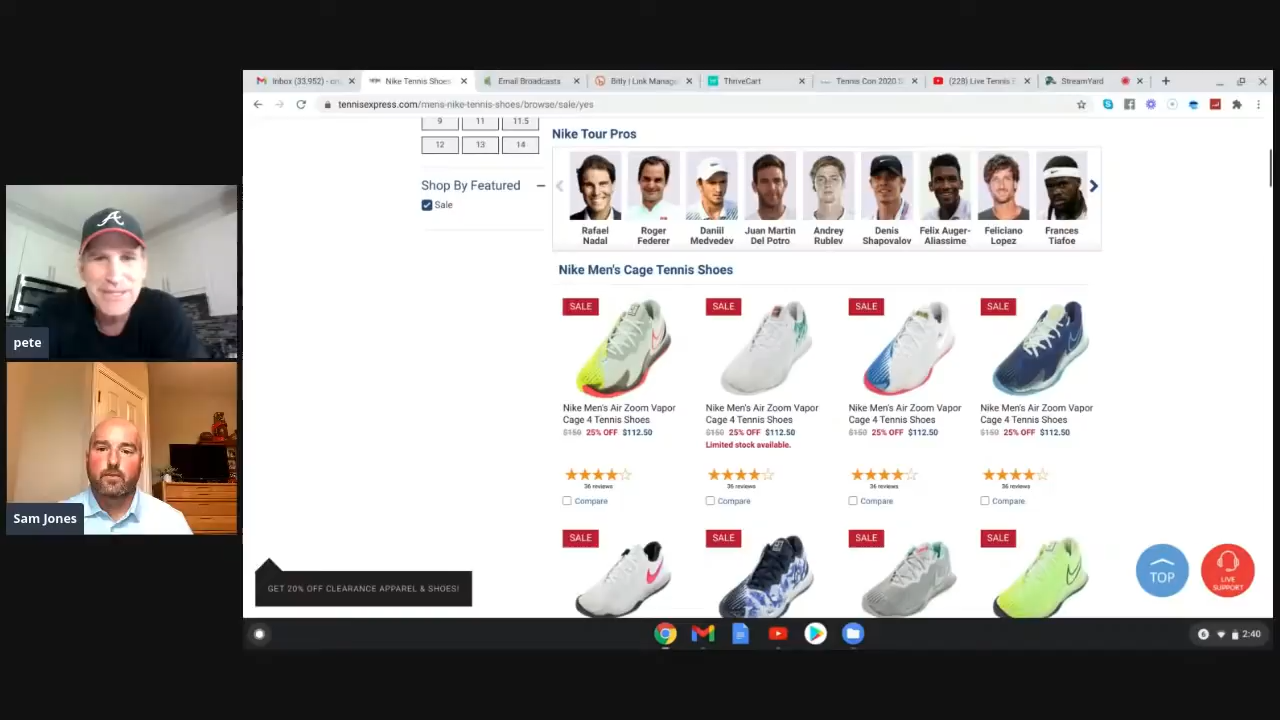 Inbox (33,952) - cr
Nike Tennis Shoes
Email Broadcasts
Bitly | Link Manage
ThriveCart
Tennis Con 2020 S
(228) Live Tennis E
StreamYard
tennisexpress.com/mens-nike-tennis-shoes/browse/sale/yes
9 11 11.5
12 13 14
Shop By Featured
Sale
Nike Tour Pros
Rafael Nadal
Roger Federer
Daniil Medvedev
Juan Martin Del Potro
Andrey Rublev
Denis Shapovalov
Felix Auger-Aliassime
Feliciano Lopez
Frances Tiafoe
Nike Men's Cage Tennis Shoes
SALE SALE SALE SALE
Nike Men's Air Zoom Vapor
Cage 4 Tennis Shoes
$150 25% OFF $112.50
36 reviews
Compare
Nike Men's Air Zoom Vapor
Cage 4 Tennis Shoes
$150 25% OFF $112.50
Limited stock available.
36 reviews
Compare
Nike Men's Air Zoom Vapor
Cage 4 Tennis Shoes
$150 25% OFF $112.50
36 reviews
Compare
Nike Men's Air Zoom Vapor
Cage 4 Tennis Shoes
$150 25% OFF $112.50
36 reviews
Compare
SALE SALE SALE SALE
GET 20% OFF CLEARANCE APPAREL & SHOES!
TOP
LIVE
SUPPORT
6 2:40
A
pete
Sam Jones